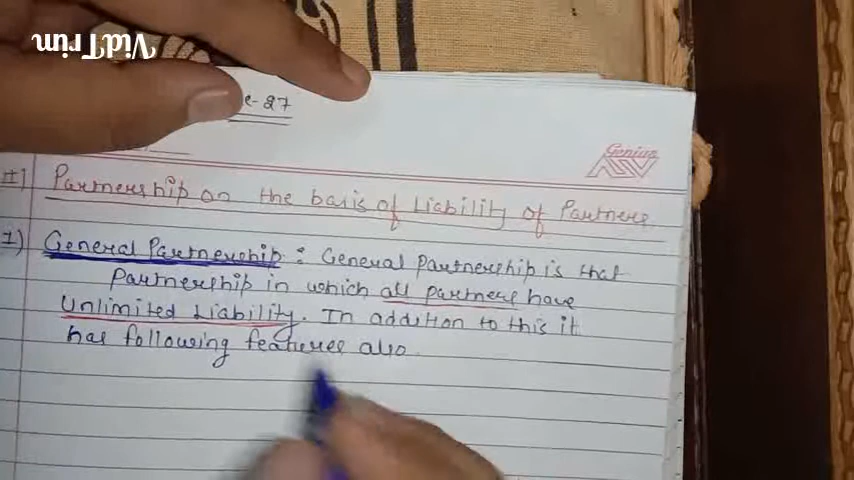 VidTrim
e-27
Genius
II] Partnership on the basis of Liability of Partners
1) General Partnership : General Partnership is that
Partnership in which all partners have
Unlimited Liability. In addition to this it
has following features also